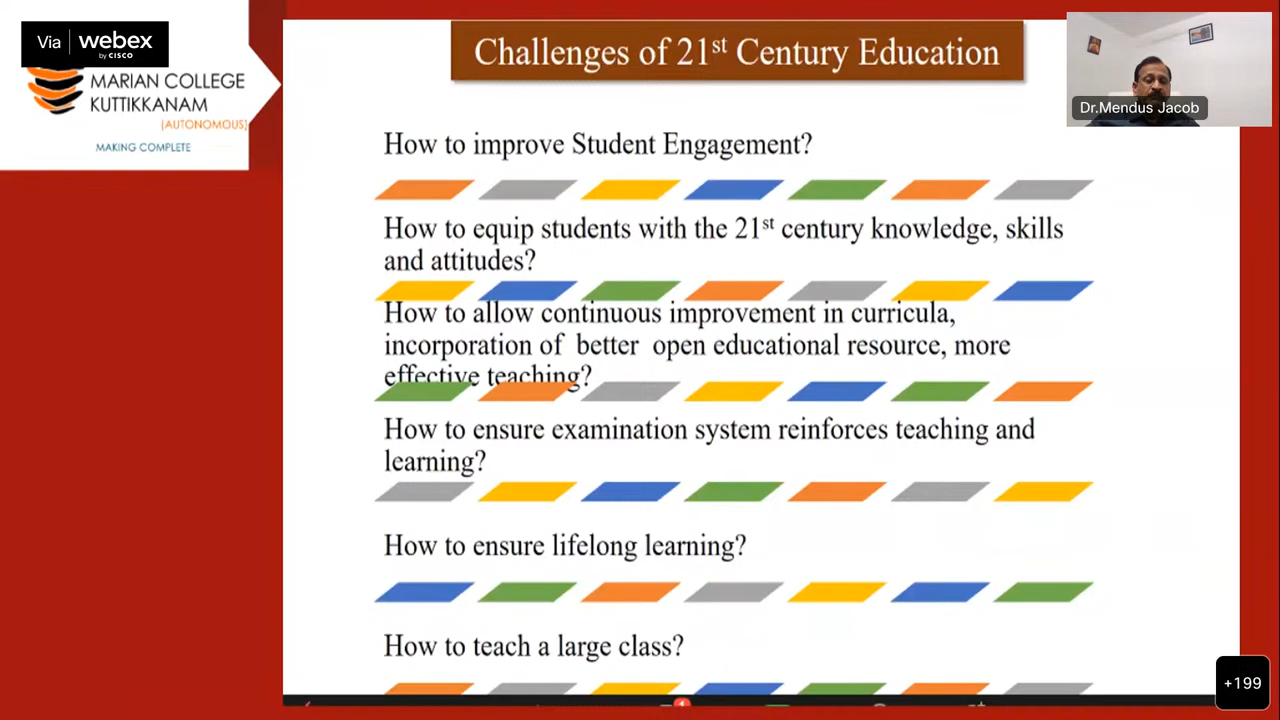 Via webex
by CISCO
MARIAN COLLEGE
KUTTIKKANAM
(AUTONOMOUS)
MAKING COMPLETE
Challenges of 21st Century Education
Dr.Mendus Jacob
How to improve Student Engagement?
How to equip students with the 21st century knowledge, skills
and attitudes?
How to allow continuous improvement in curricula,
incorporation of better open educational resource, more
effective teaching?
How to ensure examination system reinforces teaching and
learning?
How to ensure lifelong learning?
How to teach a large class?
1
+199